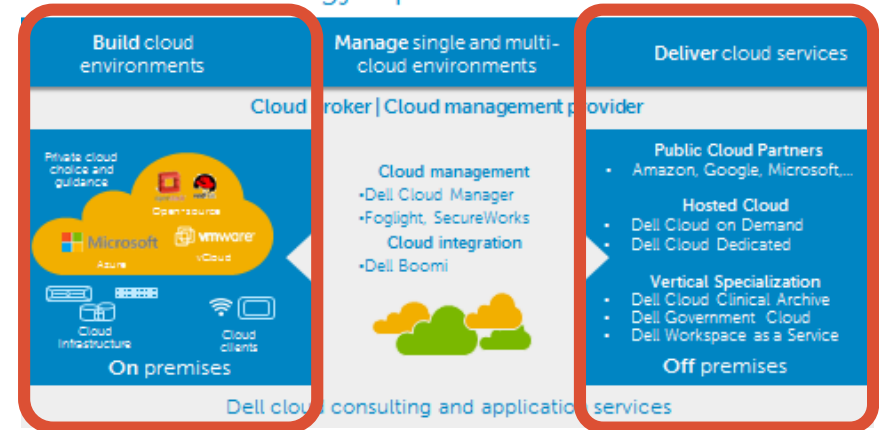 Build cloud
environments
Manage single and multi-
cloud environments
Deliver cloud services
Cloud roker | Cloud management p ovider
Private cloud
choice and
guidance
Open-source
Microsoft
Azure
vmware
vCloud
Cloud
Infrastructure
Cloud
clients
On premises
Cloud management
•Dell Cloud Manager
•Foglight, SecureWorks
Cloud integration
•Dell Boomi
Public Cloud Partners
• Amazon, Google, Microsoft,...
Hosted Cloud
• Dell Cloud on Demand
• Dell Cloud Dedicated
Vertical Specialization
• Dell Cloud Clinical Archive
• Dell Government Cloud
• Dell Workspace as a Service
Off premises
Dell cloud consulting and application services